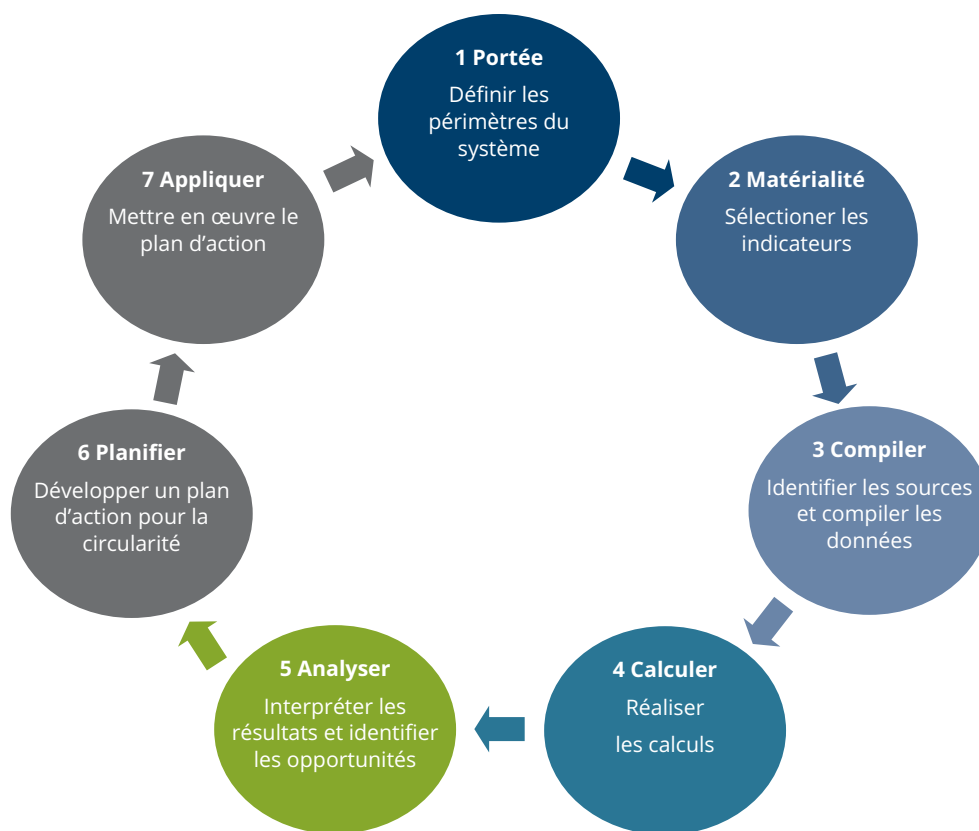 1 Portée
Définir les
périmètres du
système
2 Matérialité
Sélectioner les
indicateurs
3 Compiler
Identifier les sources
et compiler les
données
4 Calculer
Réaliser
les calculs
5 Analyser
Interpréter les
résultats et identifier
les opportunités
6 Planifier
Développer un plan
d’action pour la
circularité
7 Appliquer
Mettre en œuvre le
plan d’action